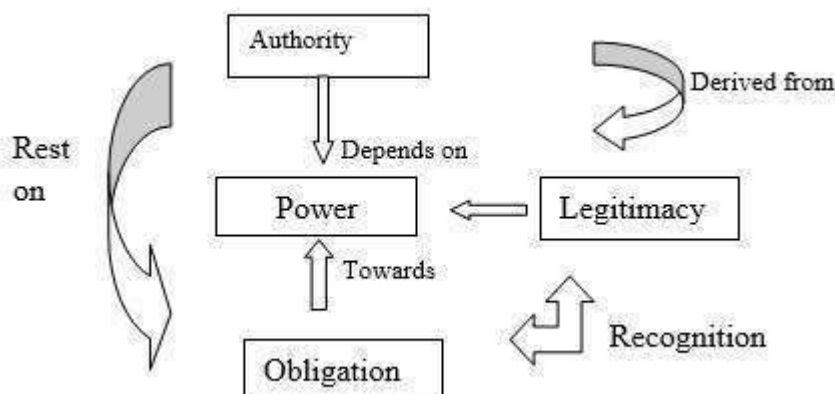 Authority
Derived from
Rest
on
Depends on
Power
Legitimacy
Towards
Recognition
Obligation